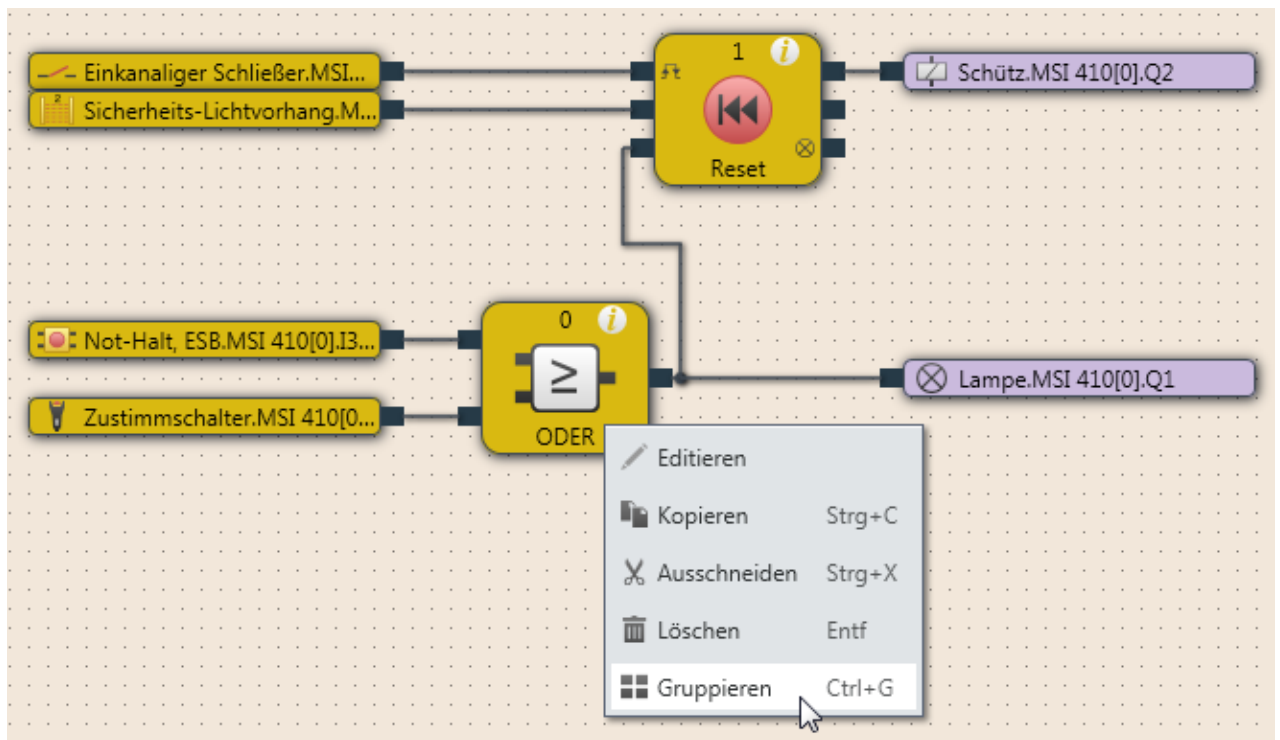 1
Einkanaliger Schließer.MSI...
Schütz.MSI 410[0].Q2
2
Sicherheits-Lichtvorhang.M...
Reset
0
Not-Halt, ESB.MSI 410[0].I3...
≥
Lampe.MSI 410[0].Q1
Zustimmschalter.MSI 410[0...
ODER
Editieren
Kopieren Strg+C
Ausschneiden Strg+X
Löschen Entf
Gruppieren Ctrl+G